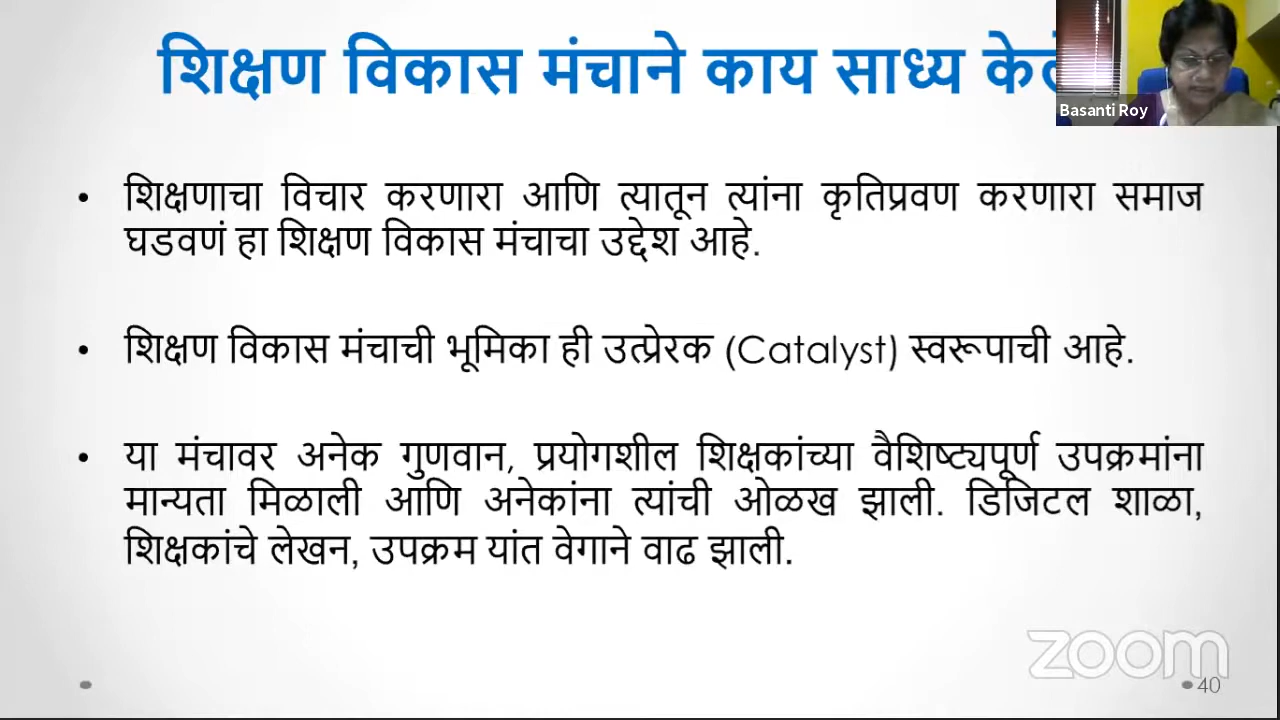 शिक्षण विकास मंचाने काय साध्य
Basanti Roy
• शिक्षणाचा विचार करणारा आणि त्यातून त्यांना कृतिप्रवण करणारा समाज
घडवणं हा शिक्षण विकास मंचाचा उद्देश आहे.
• शिक्षण विकास मंचाची भूमिका ही उत्प्रेरक (Catalyst) स्वरूपाची आहे.
• या मंचावर अनेक गुणवान, प्रयोगशील शिक्षकांच्या वैशिष्ट्यपूर्ण उपक्रमांना
मान्यता मिळाली आणि अनेकांना त्यांची ओळख झाली. डिजिटल शाळा,
शिक्षकांचे लेखन, उपक्रम यांत वेगाने वाढ झाली.
zoom
40